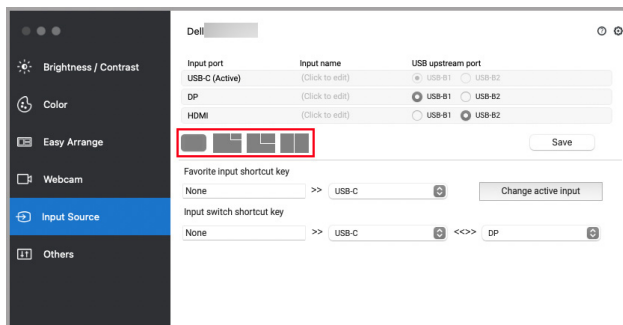 Dell
Brightness / Contrast
Color
Easy Arrange
Webcam
Input Source
Others
Input port Input name USB upstream port
USB-C (Active) (Click to edit) USB-B1 USB-B2
DP (Click to edit) USB-B1 USB-B2
HDMI (Click to edit) USB-B1 USB-B2
Save
Favorite input shortcut key
None >> USB-C Change active input
Input switch shortcut key
None >> USB-C <<>> DP